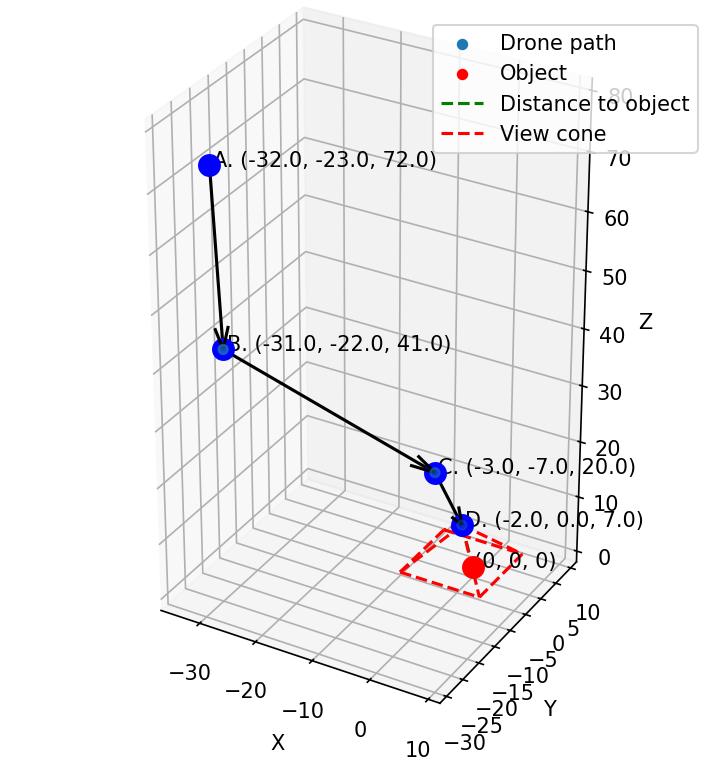 Drone path
Object
Distance to object
View cone
A. (-32.0, -23.0, 72.0)
B. (-31.0, -22.0, 41.0)
C. (-3.0, -7.0, 20.0)
D. (-2.0, 0.0, 7.0)
(0, 0, 0)
80
70
60
50
40
30
20
10
0
Z
10
5
0
−5
−10
−15
−20
−25
−30
Y
−30
−20
−10
0
10
X